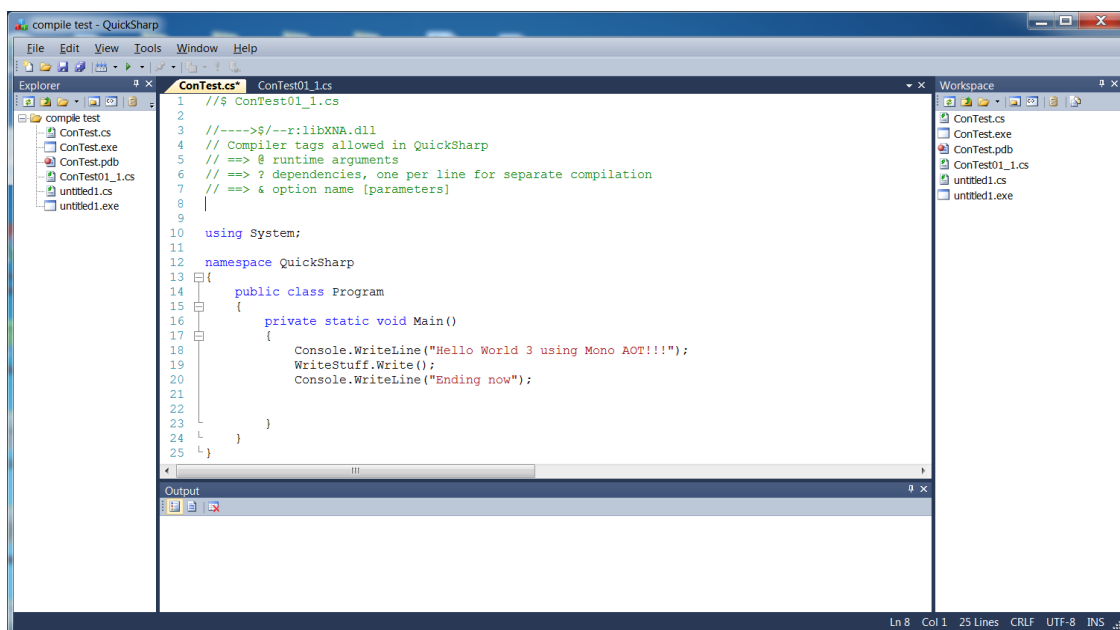 compile test - QuickSharp
File Edit View Tools Window Help
Explorer
compile test
ConTest.cs
ConTest.exe
ConTest.pdb
ConTest01_1.cs
untitled1.cs
untitled1.exe
ConTest.cs* ConTest01_1.cs
1 //$ ConTest01_1.cs
2
3 //---->$/--r:libXNA.dll
4 // Compiler tags allowed in QuickSharp
5 // ==> @ runtime arguments
6 // ==> ? dependencies, one per line for separate compilation
7 // ==> & option name [parameters]
8
9
10 using System;
11
12 namespace QuickSharp
13 {
14 public class Program
15 {
16 private static void Main()
17 {
18 Console.WriteLine("Hello World 3 using Mono AOT!!!");
19 WriteStuff.Write();
20 Console.WriteLine("Ending now");
21
22
23 }
24 }
25 }
Output
Workspace
ConTest.cs
ConTest.exe
ConTest.pdb
ConTest01_1.cs
untitled1.cs
untitled1.exe
Ln 8 Col 1 25 Lines CRLF UTF-8 INS